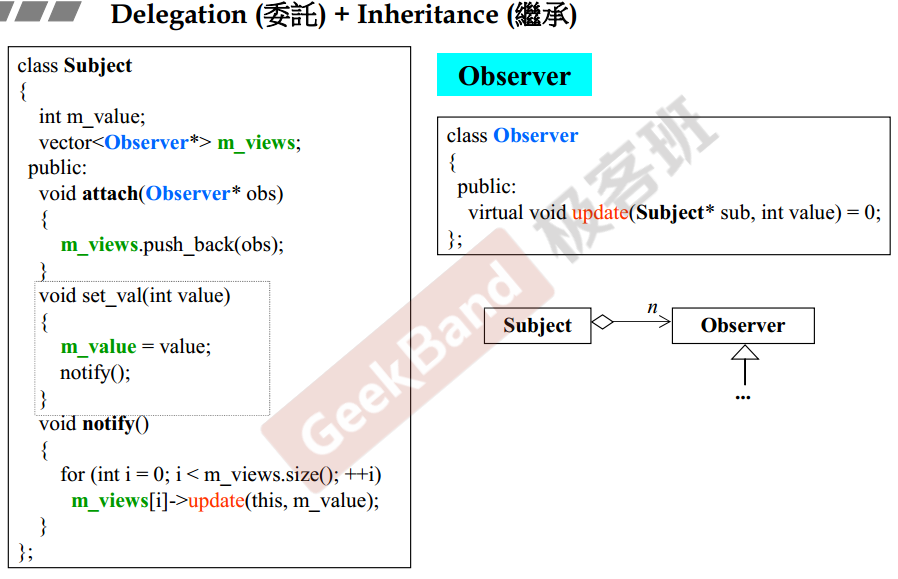 Delegation (委託) + Inheritance (繼承)
class Subject
{
int m_value;
vector<Observer*> m_views;
public:
void attach(Observer* obs)
{
m_views.push_back(obs);
}
void set_val(int value)
{
m_value = value;
notify();
}
void notify()
{
for (int i = 0; i < m_views.size(); ++i)
m_views[i]->update(this, m_value);
}
};
Observer
class Observer
{
public:
virtual void update(Subject* sub, int value) = 0;
};
Subject
n
Observer
...
GeekBand 极客班